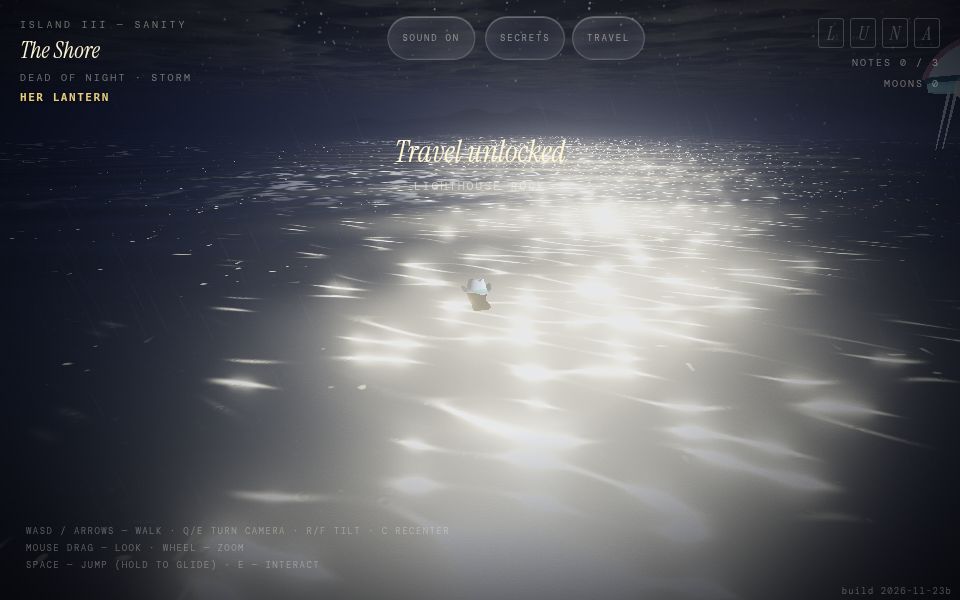 ISLAND III — SANITY
The Shore
DEAD OF NIGHT · STORM
HER LANTERN
SOUND ON
SECRETS
TRAVEL
L U N A
NOTES 0 / 3
MOONS 0
Travel unlocked
LIGHTHOUSE ROCK
WASD / ARROWS — WALK · Q/E TURN CAMERA · R/F TILT · C RECENTER
MOUSE DRAG — LOOK · WHEEL — ZOOM
SPACE — JUMP (HOLD TO GLIDE) · E — INTERACT
build 2026-11-23b